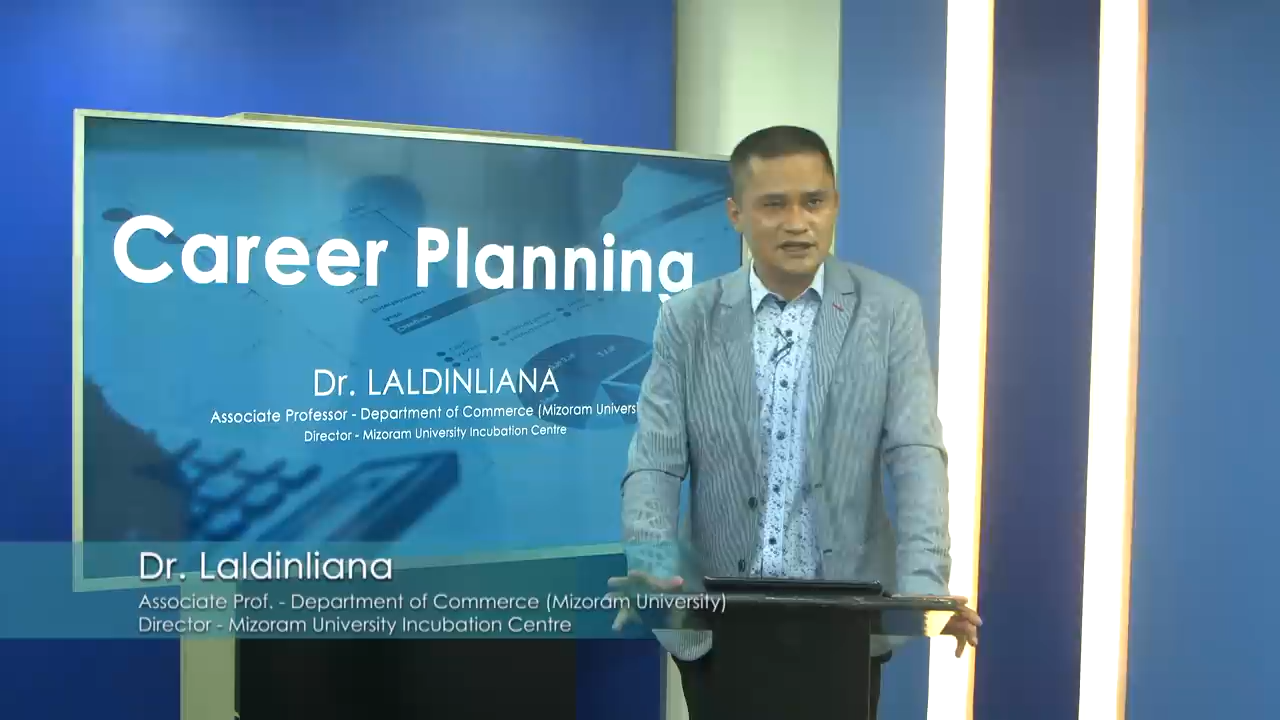 Career Planning
Dr. LALDINLIANA
Associate Professor - Department of Commerce (Mizoram Univers
Director - Mizoram University Incubation Centre
Dr. Laldinliana
Associate Prof. - Department of Commerce (Mizoram University)
Director - Mizoram University Incubation Centre